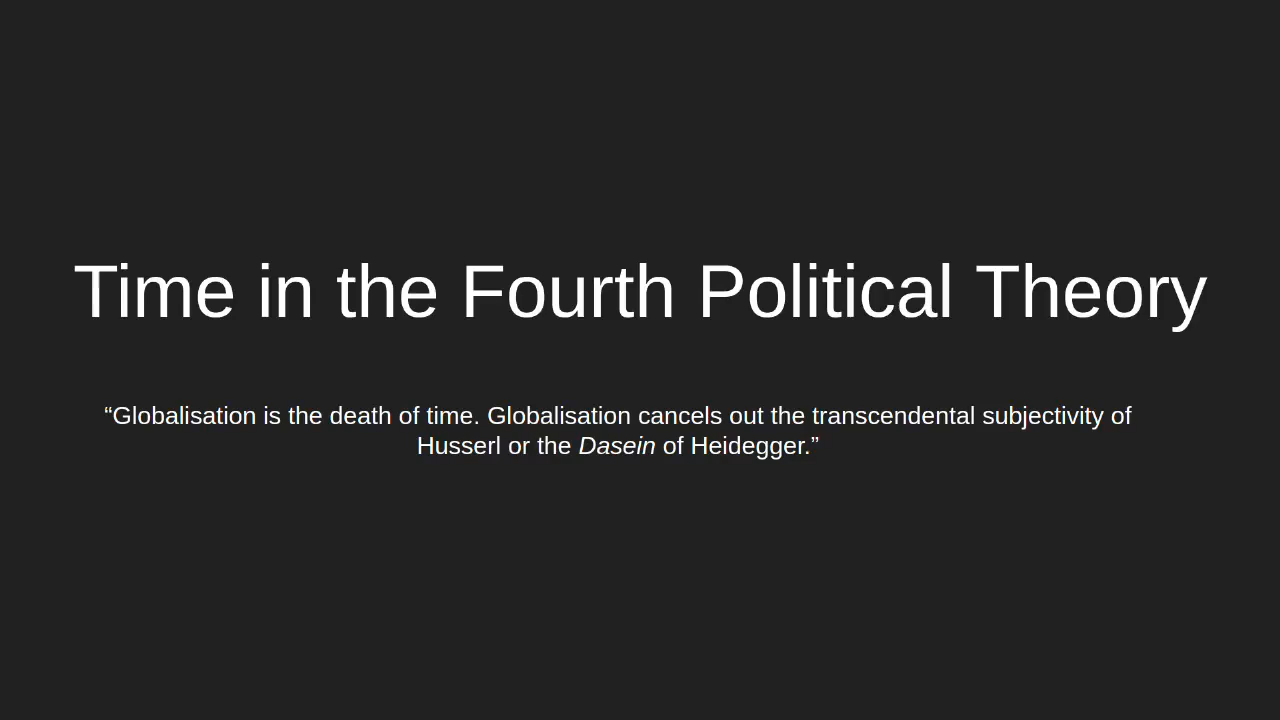 Time in the Fourth Political Theory
“Globalisation is the death of time. Globalisation cancels out the transcendental subjectivity of
Husserl or the Dasein of Heidegger.”